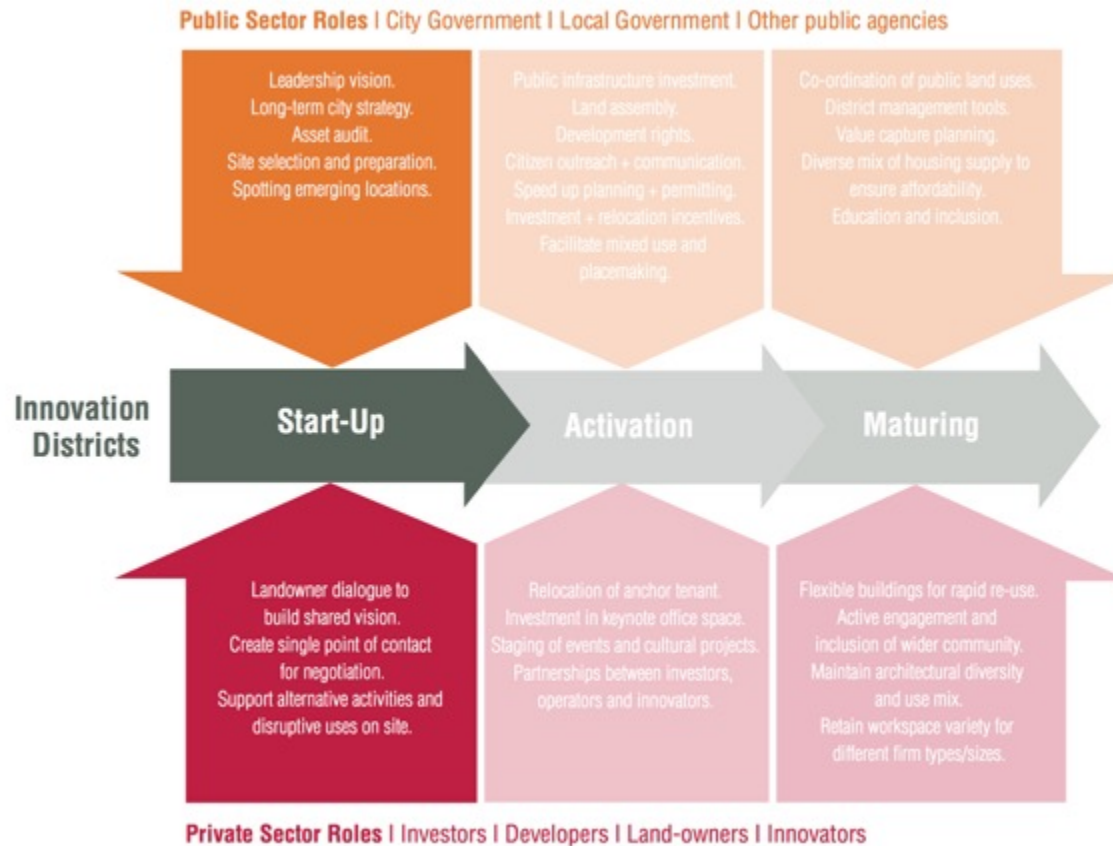 Public Sector Roles I City Government I Local Government I Other public agencies
Leadership vision.
Long-term city strategy.
Asset audit.
Site selection and preparation.
Spotting emerging locations.
Public infrastructure investment.
Land assembly.
Development rights.
Citizen outreach + communication.
Speed up planning + permitting.
Investment + relocation incentives.
Facilitate mixed use and
placemaking.
Co-ordination of public land uses.
District management tools.
Value capture planning.
Diverse mix of housing supply to
ensure affordability.
Education and inclusion.
Innovation
Districts
Start-Up
Activation
Maturing
Landowner dialogue to
build shared vision.
Create single point of contact
for negotiation.
Support alternative activities and
disruptive uses on site.
Relocation of anchor tenant.
Investment in keynote office space.
Staging of events and cultural projects.
Partnerships between investors,
operators and innovators.
Flexible buildings for rapid re-use.
Active engagement and
inclusion of wider community.
Maintain architectural diversity
and use mix.
Retain workspace variety for
different firm types/sizes.
Private Sector Roles I Investors I Developers I Land-owners I Innovators